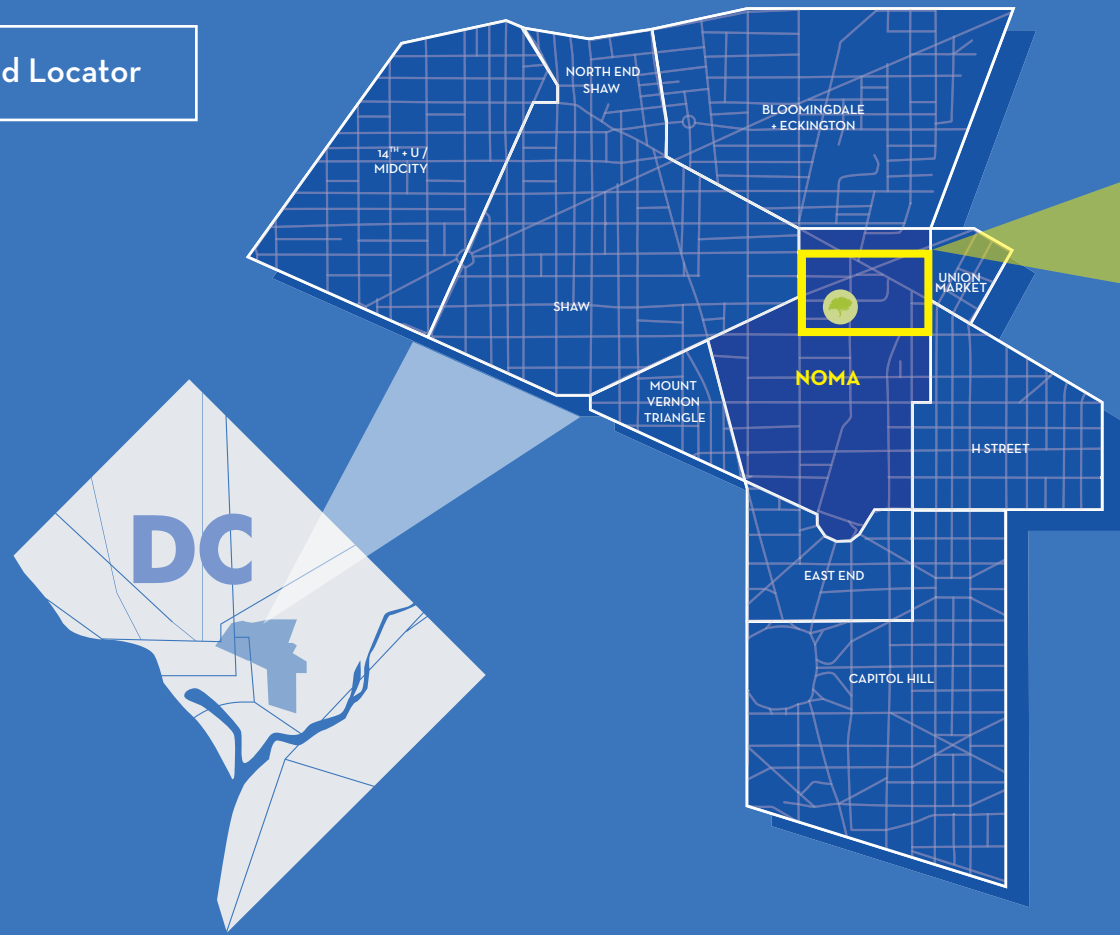 d Locator
NORTH END
SHAW
BLOOMINGDALE
+ ECKINGTON
14TH + U /
MIDCITY
UNION
MARKET
SHAW
NOMA
MOUNT
VERNON
TRIANGLE
H STREET
DC
EAST END
CAPITOL HILL